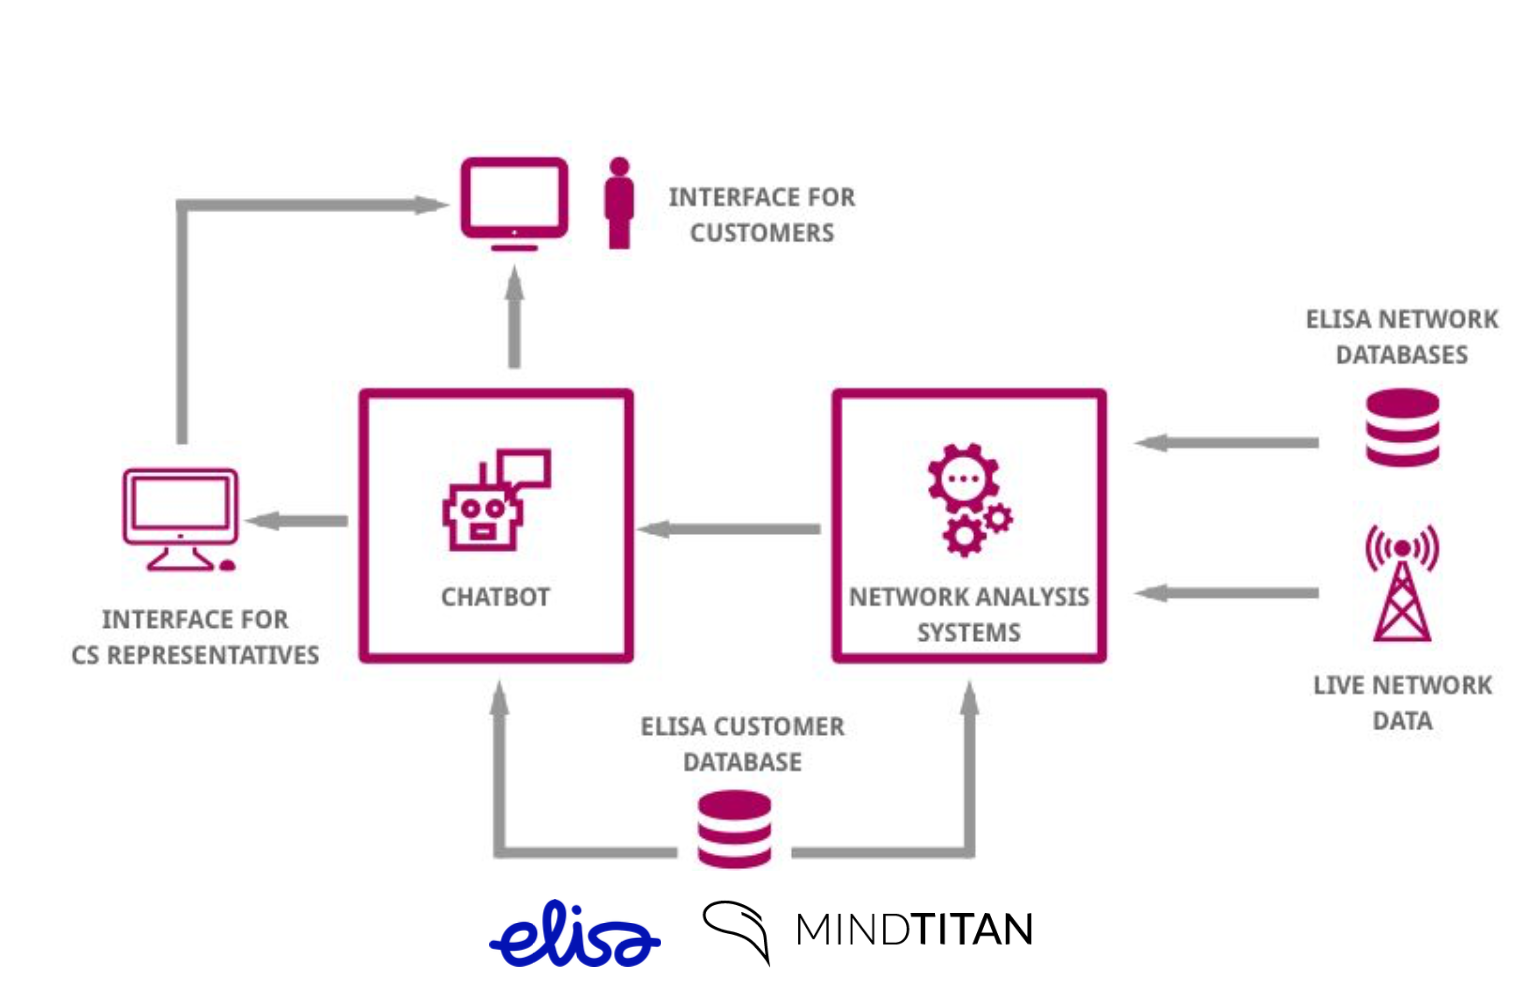 INTERFACE FOR
CUSTOMERS
ELISA NETWORK
DATABASES
CHATBOT
NETWORK ANALYSIS
SYSTEMS
INTERFACE FOR
CS REPRESENTATIVES
LIVE NETWORK
DATA
ELISA CUSTOMER
DATABASE
elisa
MINDTITAN